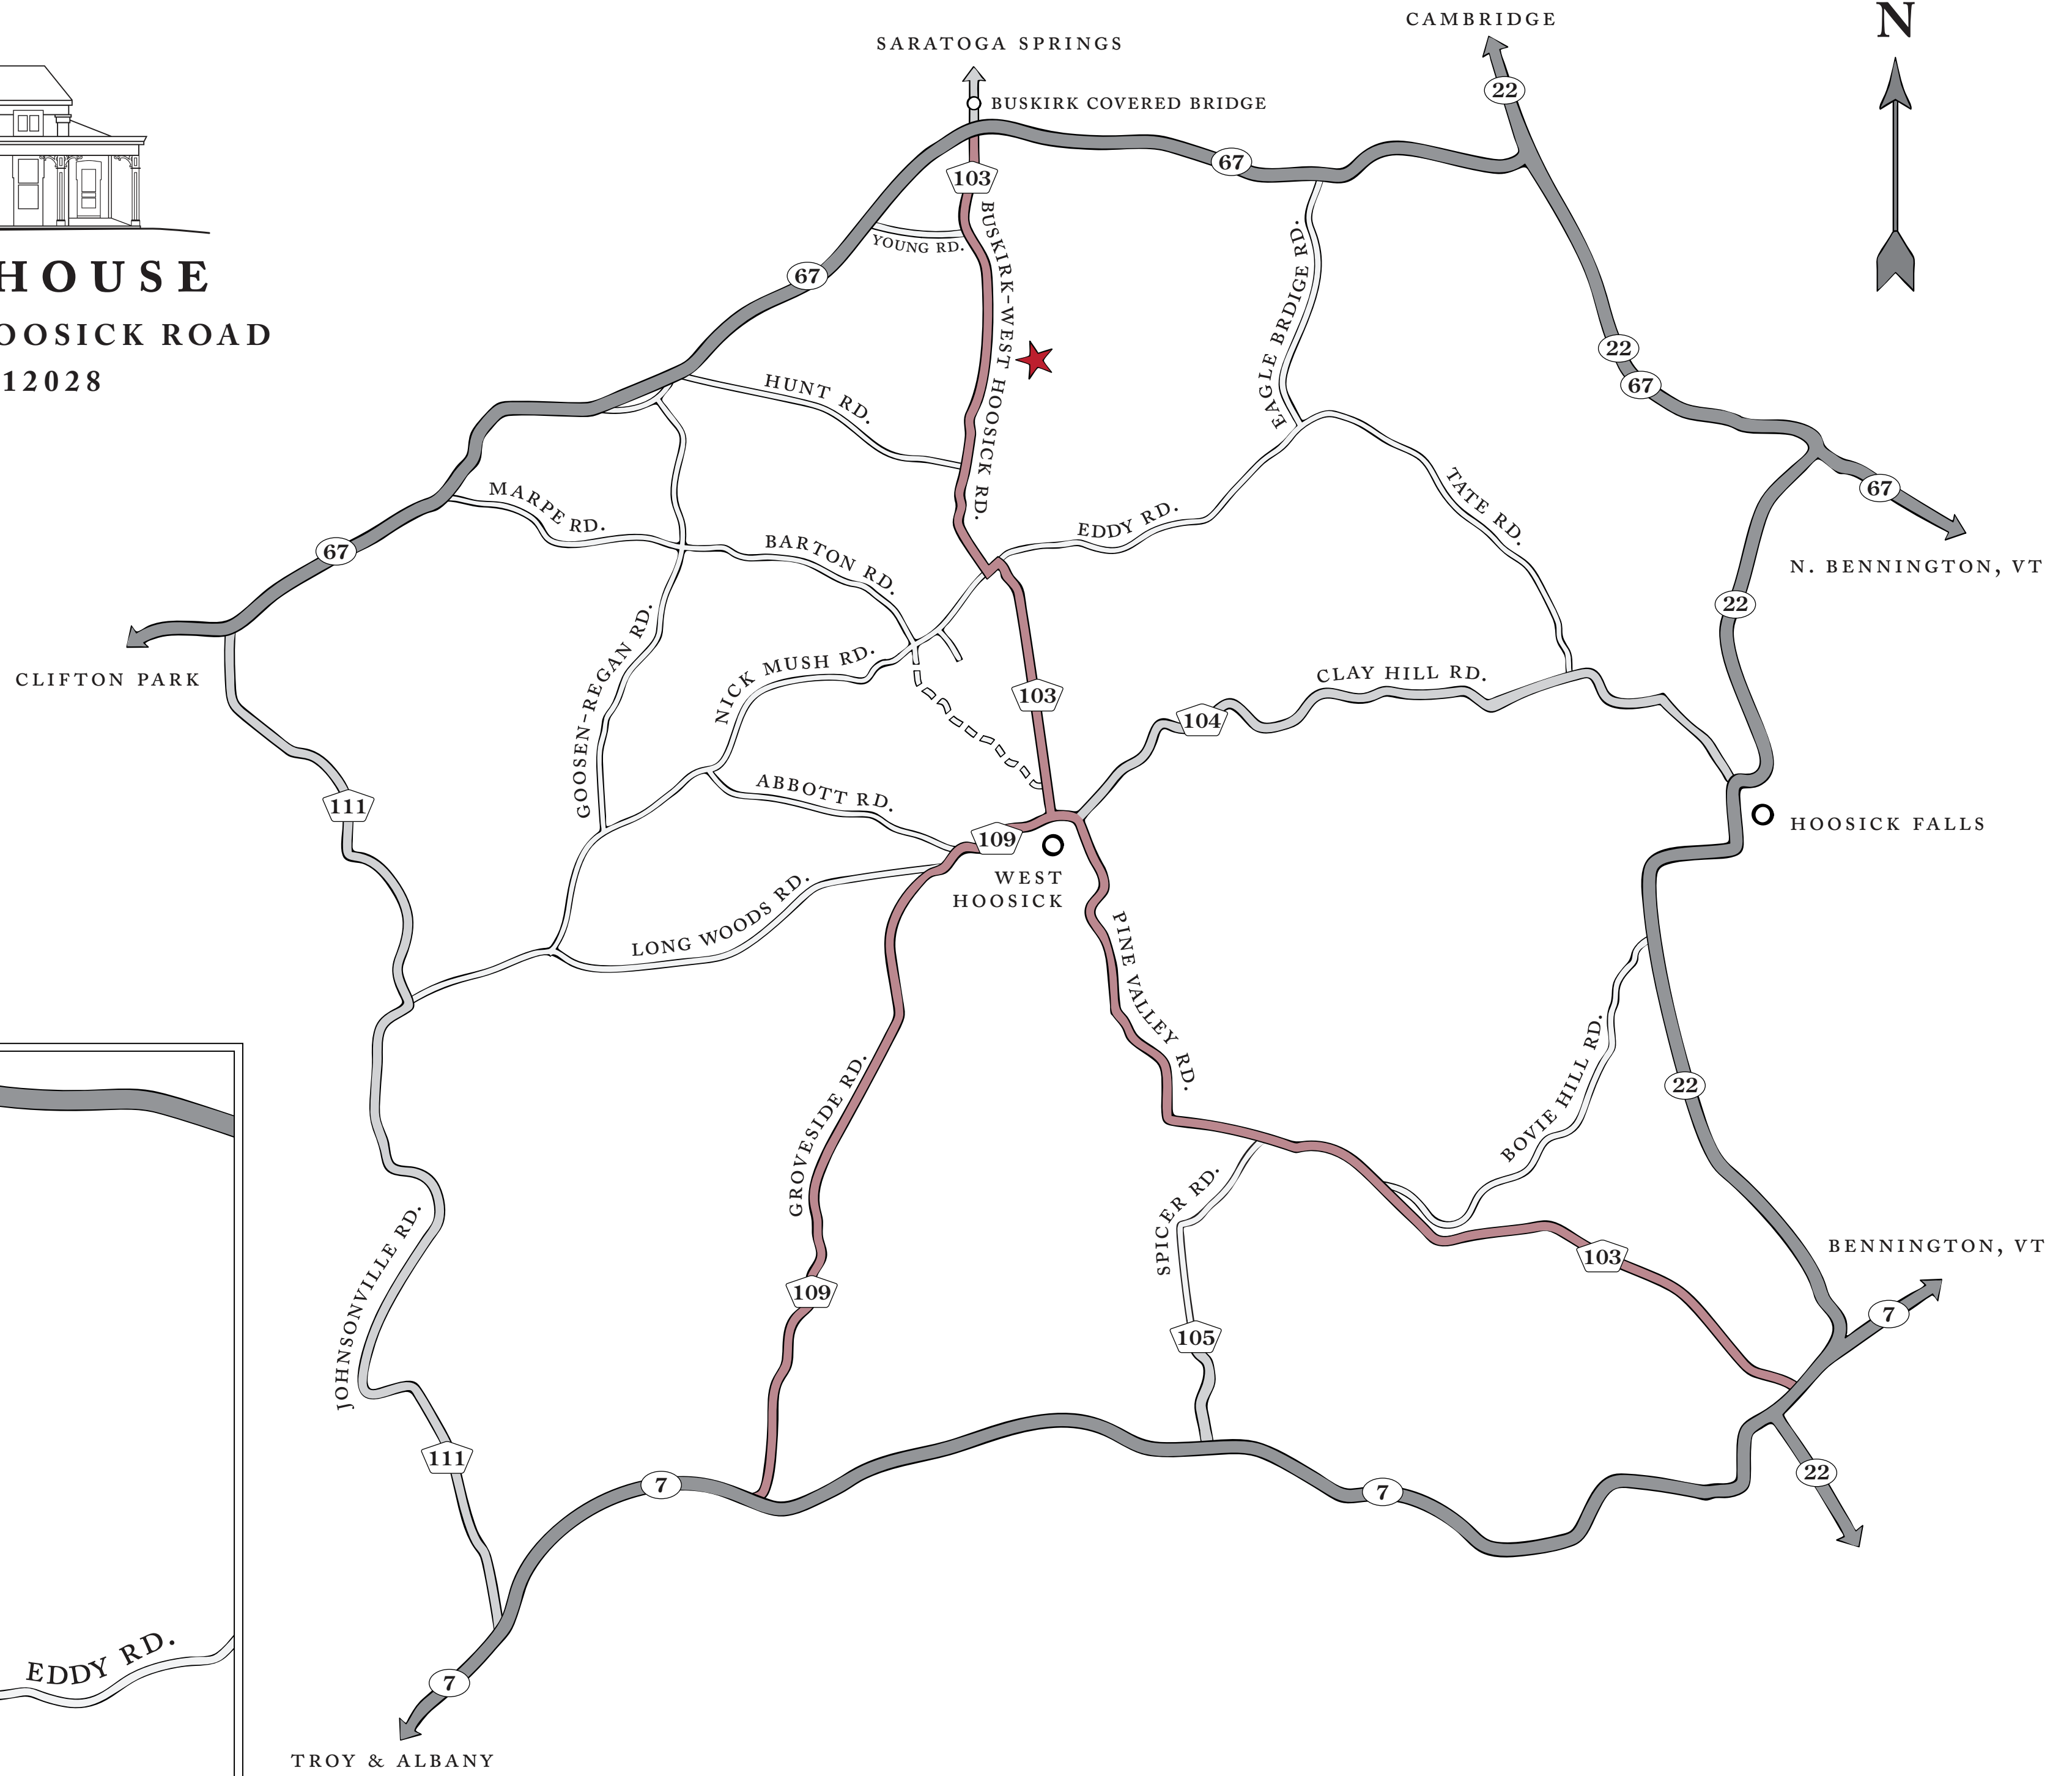 SARATOGA SPRINGS
CAMBRIDGE
N
22
BUSKIRK COVERED BRIDGE
67
103
YOUNG RD.
BUSKIRK–WEST HOOSICK RD.
67
EAGLE BRDIGE RD.
HOUSE
OOSICK ROAD
12028
22
67
HUNT RD.
MARPE RD.
BARTON RD.
EDDY RD.
TATE RD.
67
67
N. BENNINGTON, VT
22
CLIFTON PARK
GOOSEN–REGAN RD.
NICK MUSH RD.
103
104
CLAY HILL RD.
111
ABBOTT RD.
109
HOOSICK FALLS
WEST
HOOSICK
LONG WOODS RD.
PINE VALLEY RD.
GROVESIDE RD.
22
BOVIE HILL RD.
SPICER RD.
JOHNSONVILLE RD.
103
BENNINGTON, VT
7
109
105
111
7
7
22
EDDY RD.
7
TROY & ALBANY